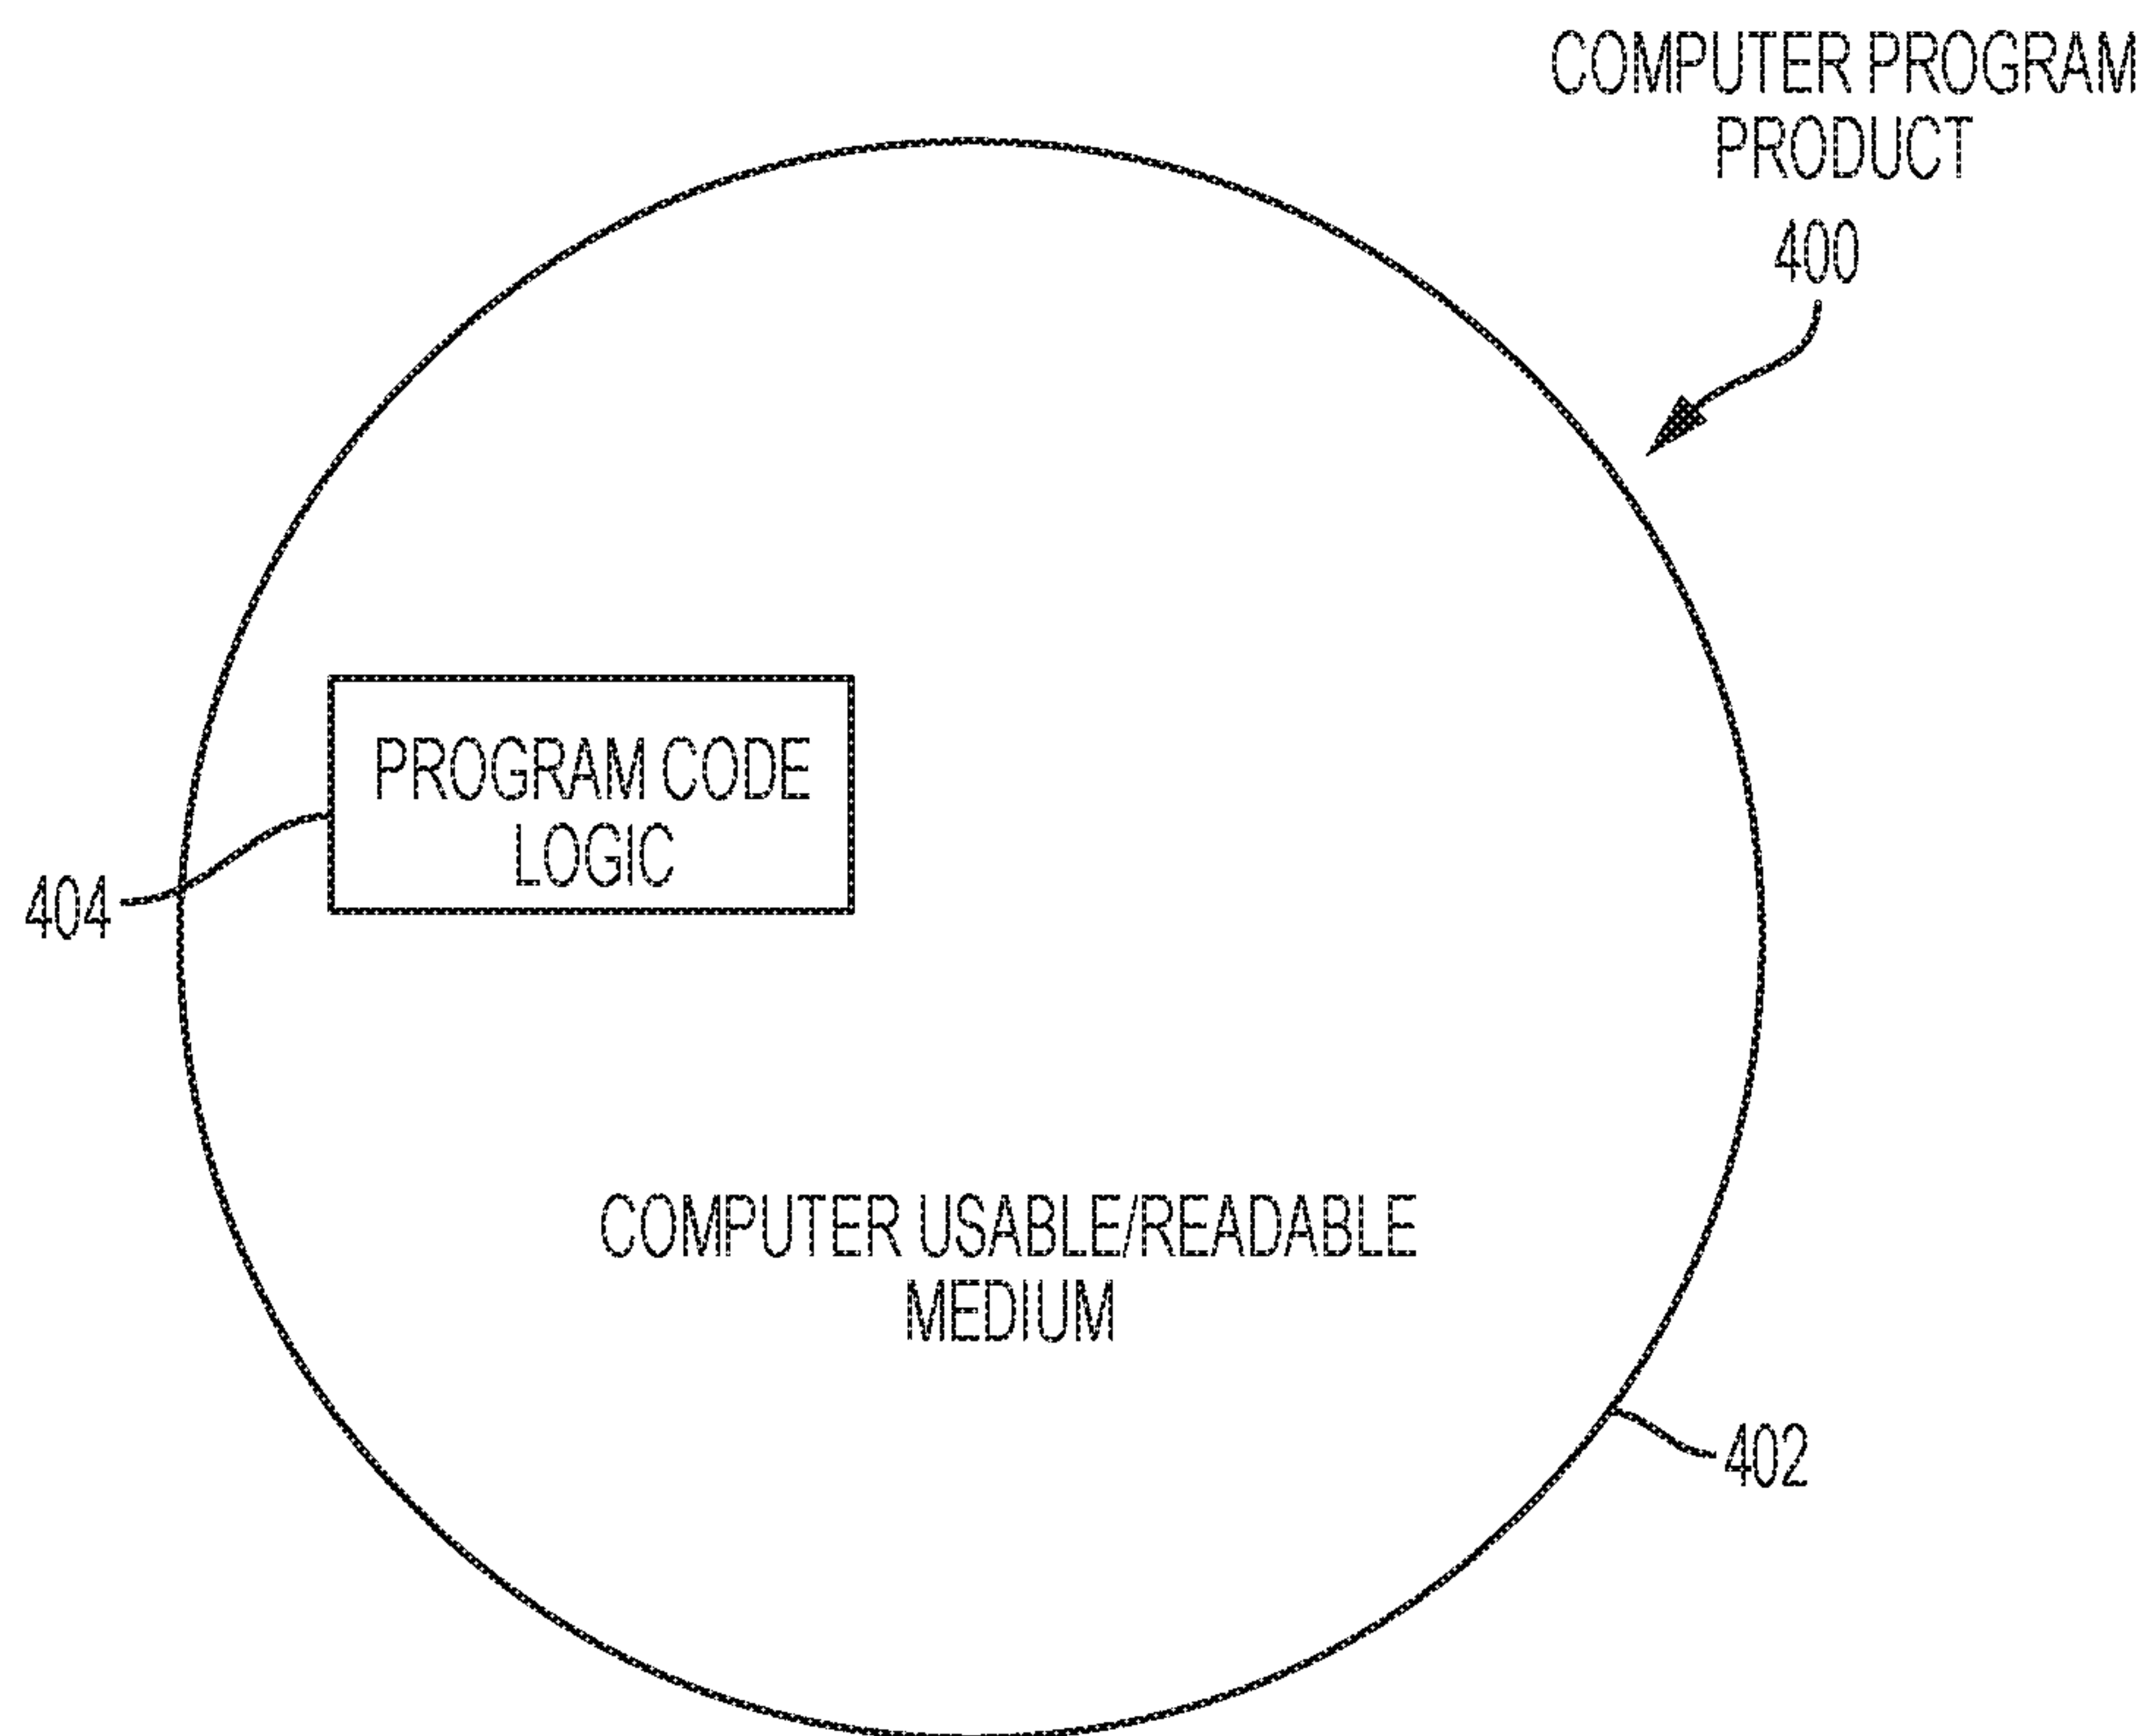 COMPUTER PROGRAM
PRODUCT
400
PROGRAM CODE
LOGIC
404
COMPUTER USABLE/READABLE
MEDIUM
402